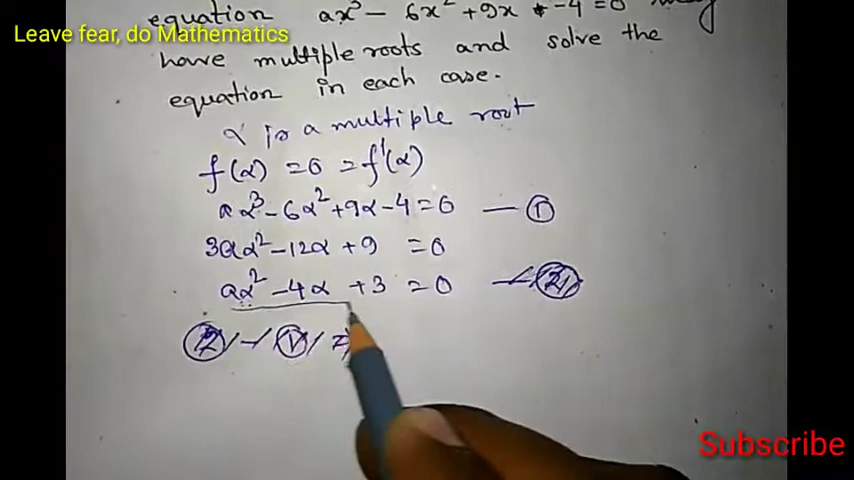 equation ax³ - 6x² + 9x -4 = 0
Leave fear, do Mathematics
have multiple roots and solve the
equation in each case.
α is a multiple root
f(α) = 0 = f'(α)
aα³ - 6α² + 9α - 4 = 0 — ①
3aα² - 12α + 9 = 0
aα² - 4α + 3 = 0 — ②
② - ① ⇒
Subscribe